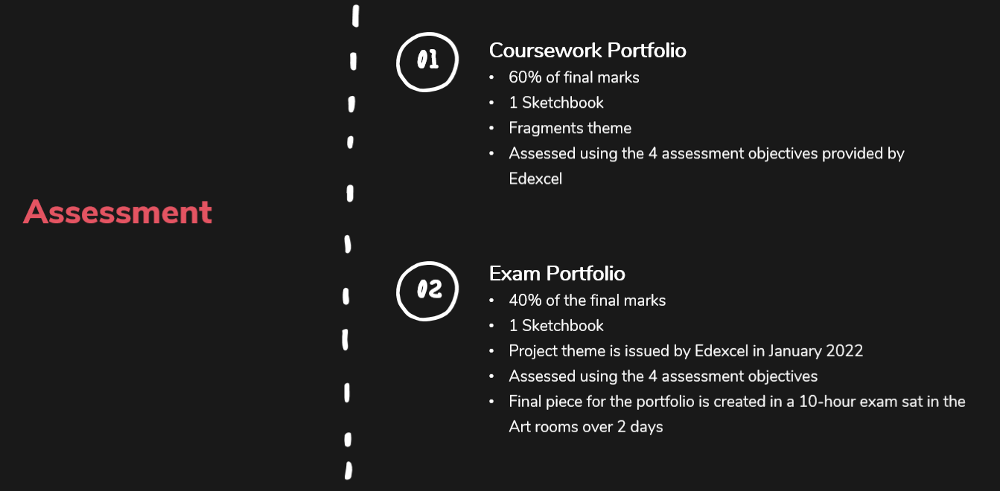 Assessment
01
Coursework Portfolio
• 60% of final marks
• 1 Sketchbook
• Fragments theme
• Assessed using the 4 assessment objectives provided by
Edexcel
02
Exam Portfolio
• 40% of the final marks
• 1 Sketchbook
• Project theme is issued by Edexcel in January 2022
• Assessed using the 4 assessment objectives
• Final piece for the portfolio is created in a 10-hour exam sat in the
Art rooms over 2 days